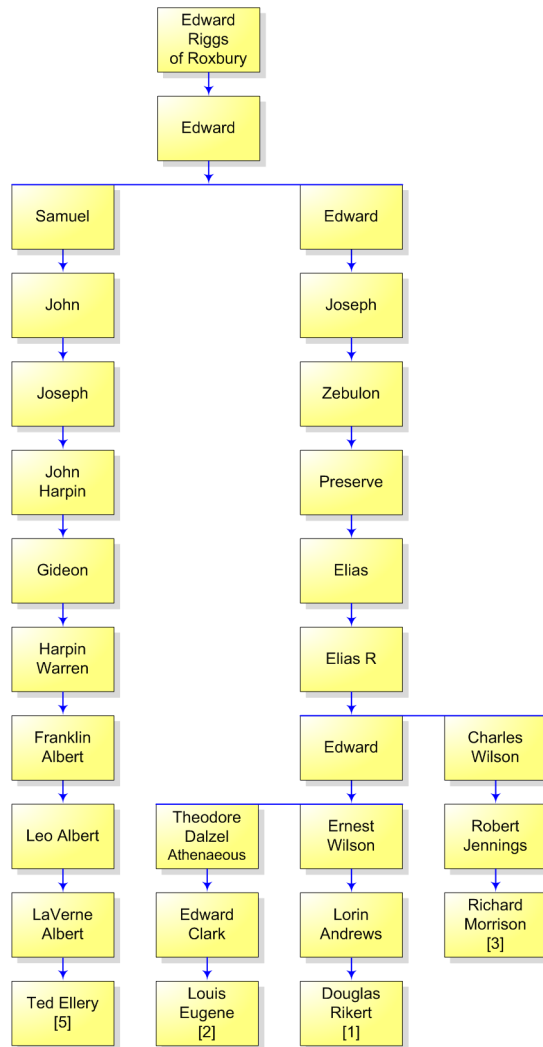 Edward
Riggs
of Roxbury
Edward
Samuel
Edward
John
Joseph
Joseph
Zebulon
John
Harpin
Preserve
Gideon
Elias
Harpin
Warren
Elias R
Franklin
Albert
Edward
Charles
Wilson
Leo Albert
Theodore
Dalzel
Athenaeous
Ernest
Wilson
Robert
Jennings
LaVerne
Albert
Edward
Clark
Lorin
Andrews
Richard
Morrison
[3]
Ted Ellery
[5]
Louis
Eugene
[2]
Douglas
Rikert
[1]